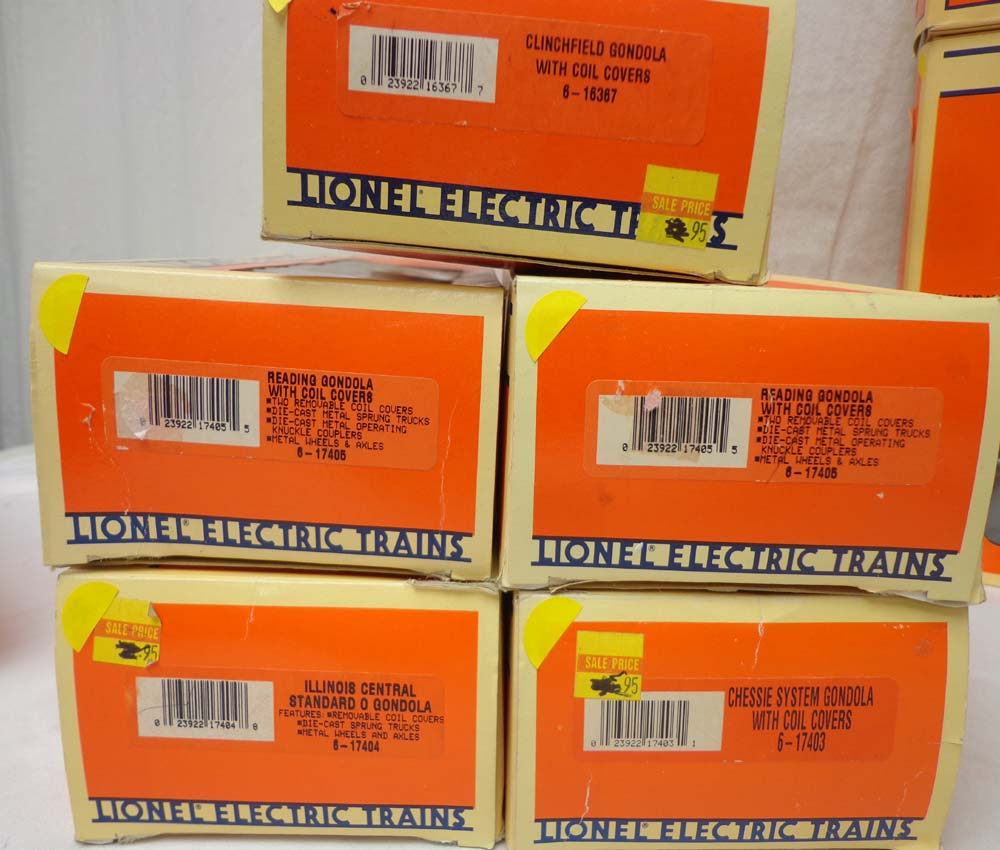 0 23922 16367 7
CLINCHFIELD GONDOLA
WITH COIL COVERS
6-16367
SALE PRICE
95
LIONEL® ELECTRIC TR S
0 23922 17405 5
READING GONDOLA
WITH COIL COVERS
▪TWO REMOVABLE COIL COVERS
▪DIE-CAST METAL SPRUNG TRUCKS
▪DIE-CAST METAL OPERATING
KNUCKLE COUPLERS
▪METAL WHEELS & AXLES
6-17405
LIONEL® ELECTRIC TRAINS
0 23922 17405 5
READING GONDOLA
WITH COIL COVERS
▪TWO REMOVABLE COIL COVERS
▪DIE-CAST METAL SPRUNG TRUCKS
▪DIE-CAST METAL OPERATING
KNUCKLE COUPLERS
▪METAL WHEELS & AXLES
6-17405
LIONEL® ELECTRIC TRAINS
SALE PRICE
.95
0 23922 17404 8
ILLINOIS CENTRAL
STANDARD O GONDOLA
FEATURES: ▪REMOVABLE COIL COVERS
▪DIE-CAST SPRUNG TRUCKS
▪METAL WHEELS AND AXLES
6-17404
LIONEL® ELECTRIC TRAINS
SALE PRICE
95
0 23922 17403 1
CHESSIE SYSTEM GONDOLA
WITH COIL COVERS
6-17403
LIONEL® ELECTRIC TRAINS